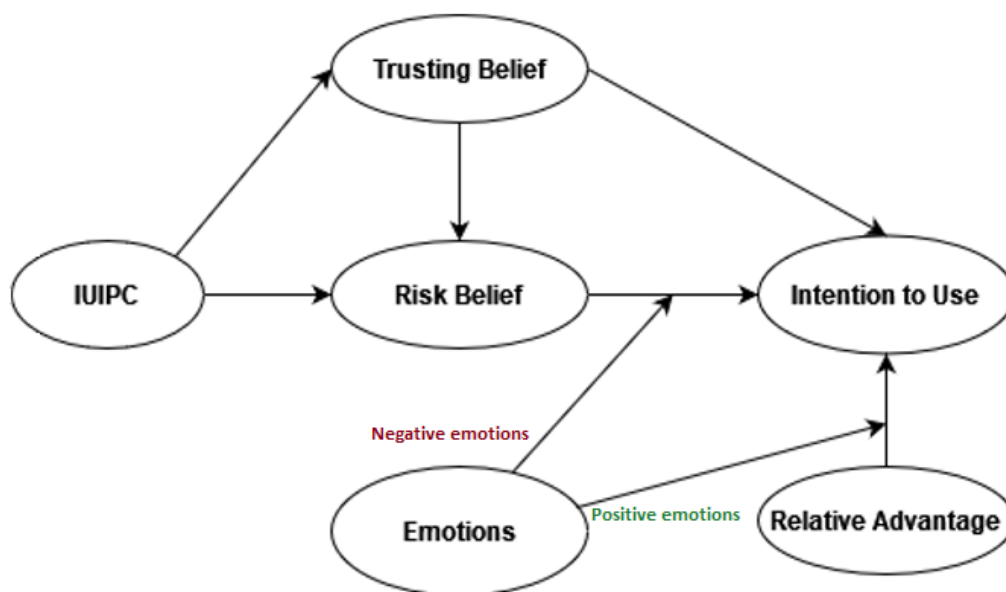 Trusting Belief
IUIPC
Risk Belief
Intention to Use
Negative emotions
Emotions
Positive emotions
Relative Advantage